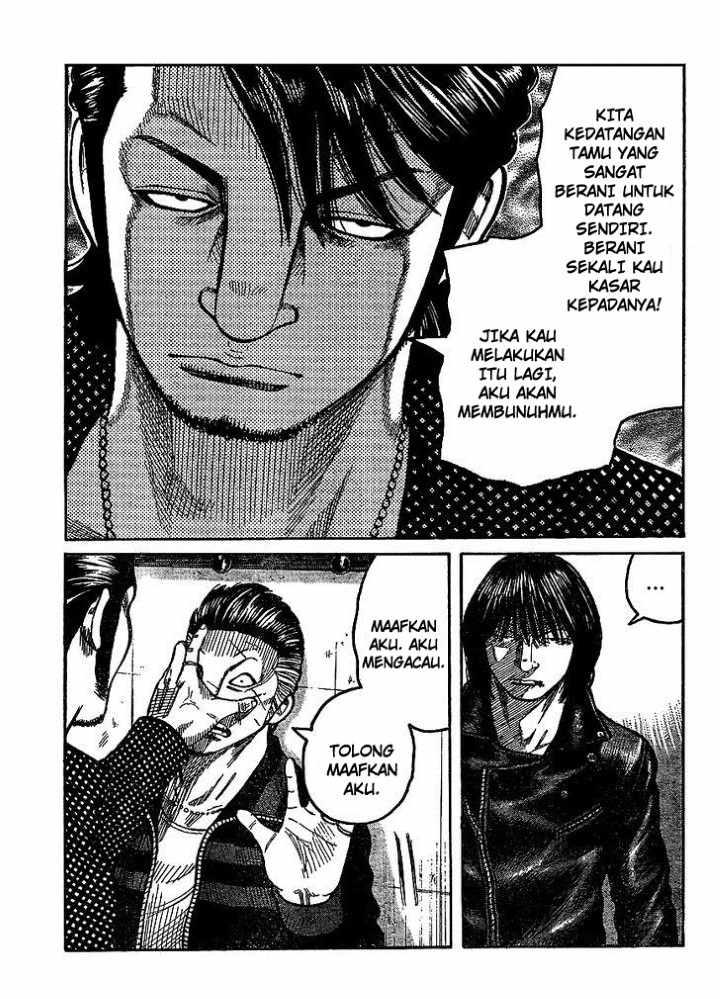 KITA
KEDATANGAN
TAMU YANG
SANGAT
BERANI UNTUK
DATANG
SENDIRI.
BERANI
SEKALI KAU
KASAR
KEPADANYA!
JIKA KAU
MELAKUKAN
ITU LAGI,
AKU AKAN
MEMBUNUHMU.
MAAFKAN
AKU. AKU
MENGACAU.
TOLONG
MAAFKAN
AKU.
...